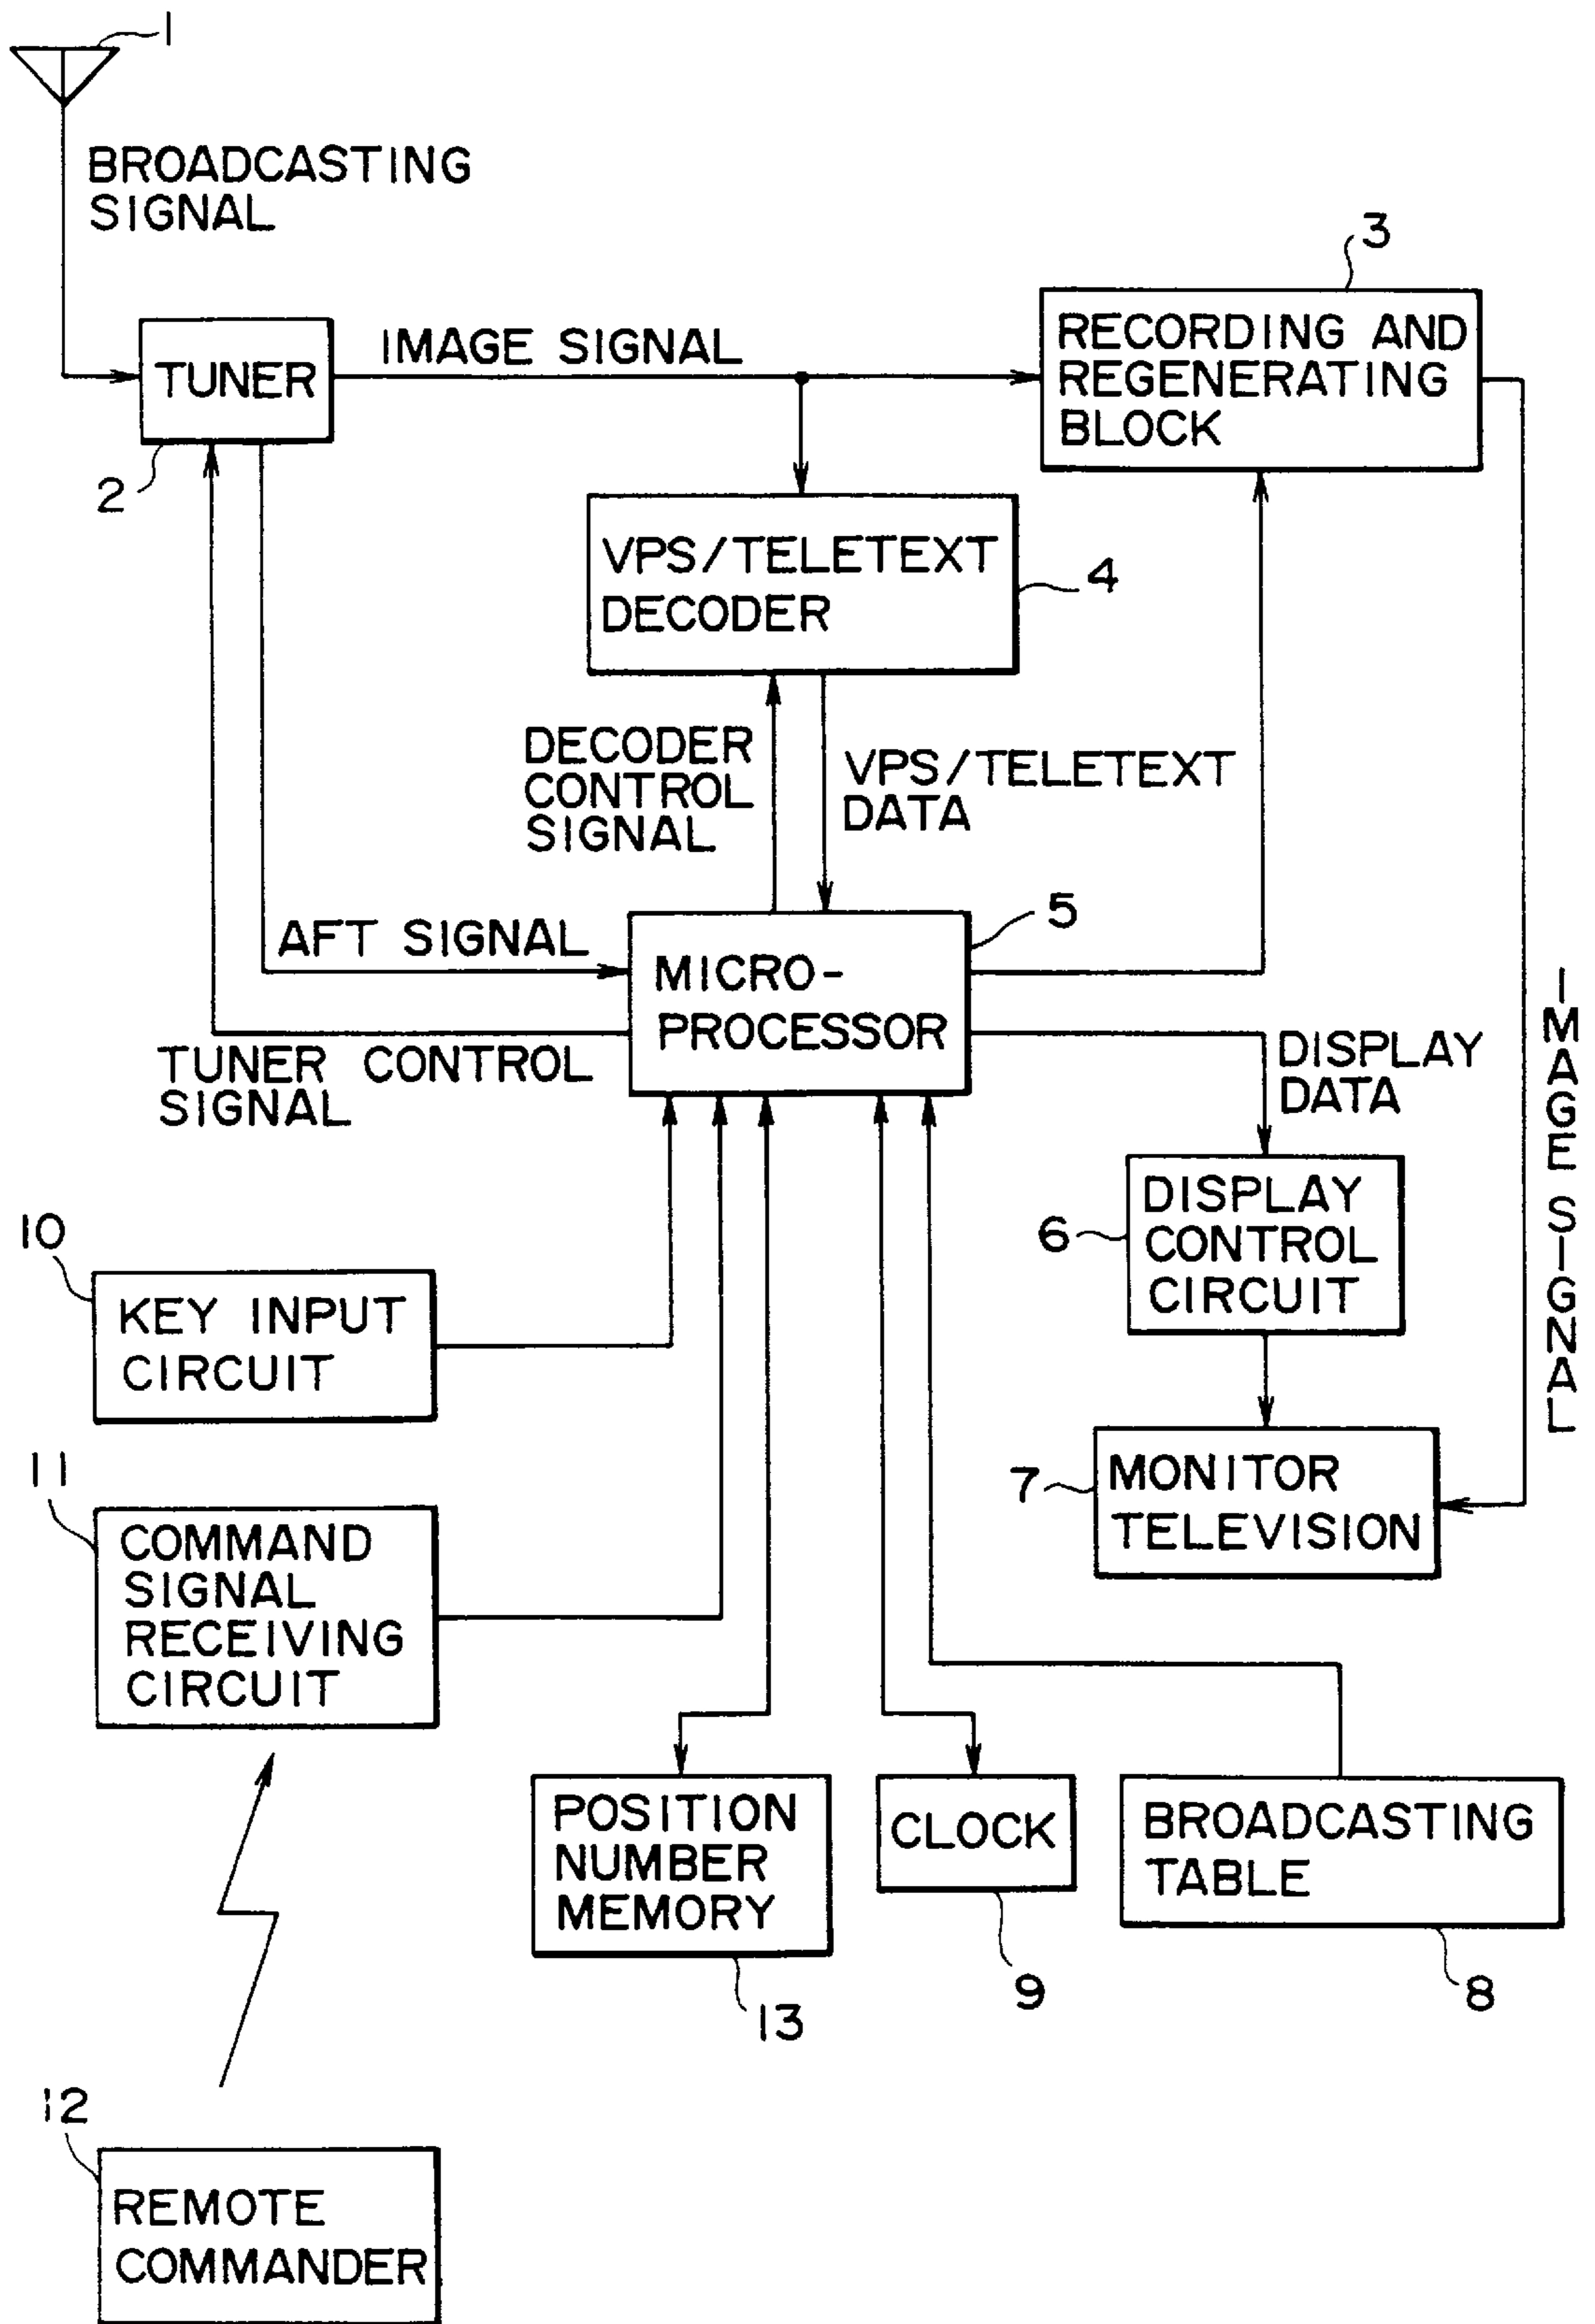 1
BROADCASTING
SIGNAL
3
TUNER
2
IMAGE SIGNAL
RECORDING AND
REGENERATING
BLOCK
VPS/TELETEXT
DECODER
4
DECODER
CONTROL
SIGNAL
VPS/TELETEXT
DATA
AFT SIGNAL
5
MICRO-
PROCESSOR
TUNER CONTROL
SIGNAL
DISPLAY
DATA
IMAGE SIGNAL
10
KEY INPUT
CIRCUIT
6
DISPLAY
CONTROL
CIRCUIT
11
COMMAND
SIGNAL
RECEIVING
CIRCUIT
7
MONITOR
TELEVISION
POSITION
NUMBER
MEMORY
13
CLOCK
9
BROADCASTING
TABLE
8
12
REMOTE
COMMANDER